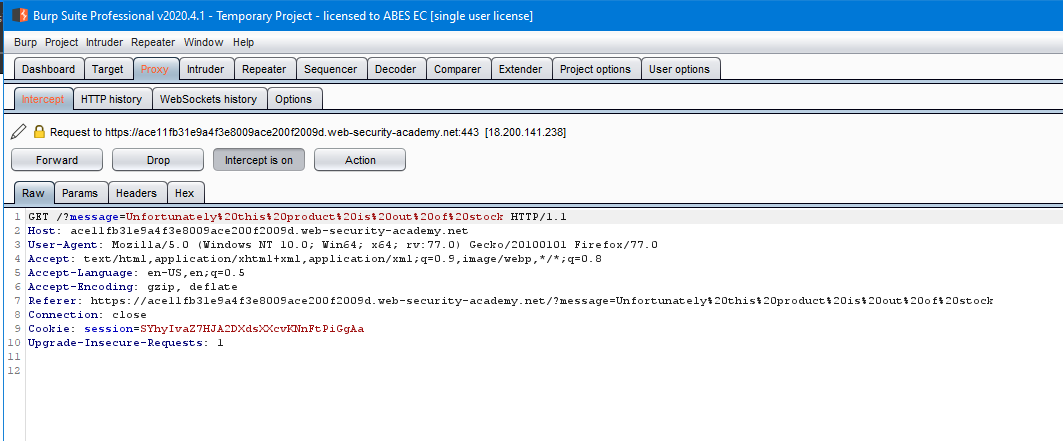 Burp Suite Professional v2020.4.1 - Temporary Project - licensed to ABES EC [single user license]
Burp Project Intruder Repeater Window Help
Dashboard Target Proxy Intruder Repeater Sequencer Decoder Comparer Extender Project options User options
Intercept HTTP history WebSockets history Options
Request to https://ace11fb31e9a4f3e8009ace200f2009d.web-security-academy.net:443 [18.200.141.238]
Forward Drop Intercept is on Action
Raw Params Headers Hex
1 GET /?message=Unfortunately%20this%20product%20is%20out%20of%20stock HTTP/1.1
2 Host: ace11fb31e9a4f3e8009ace200f2009d.web-security-academy.net
3 User-Agent: Mozilla/5.0 (Windows NT 10.0; Win64; x64; rv:77.0) Gecko/20100101 Firefox/77.0
4 Accept: text/html,application/xhtml+xml,application/xml;q=0.9,image/webp,*/*;q=0.8
5 Accept-Language: en-US,en;q=0.5
6 Accept-Encoding: gzip, deflate
7 Referer: https://ace11fb31e9a4f3e8009ace200f2009d.web-security-academy.net/?message=Unfortunately%20this%20product%20is%20out%20of%20stock
8 Connection: close
9 Cookie: session=SYhyIvaZ7HJA2DXdsXXcvKNnFtPiGgAa
10 Upgrade-Insecure-Requests: 1
11
12